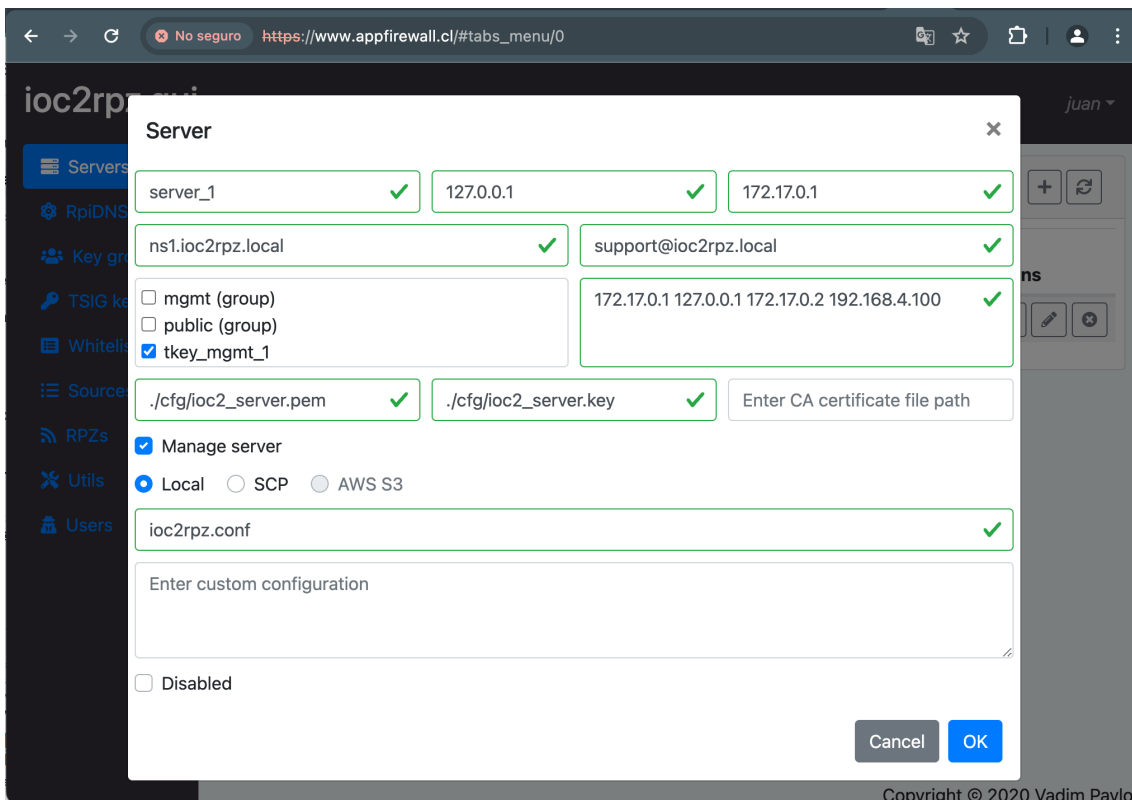 No seguro https://www.appfirewall.cl/#tabs_menu/0
ioc2rpz.gui
juan
Server
×
Servers
RpiDNS
Key gr
TSIG ke
Whitelis
Source
RPZs
Utils
Users
server_1 127.0.0.1 172.17.0.1
ns1.ioc2rpz.local support@ioc2rpz.local
mgmt (group)
public (group)
tkey_mgmt_1
172.17.0.1 127.0.0.1 172.17.0.2 192.168.4.100
ns
./cfg/ioc2_server.pem ./cfg/ioc2_server.key Enter CA certificate file path
Manage server
Local SCP AWS S3
ioc2rpz.conf
Enter custom configuration
Disabled
Cancel OK
Copyright © 2020 Vadim Pavlo